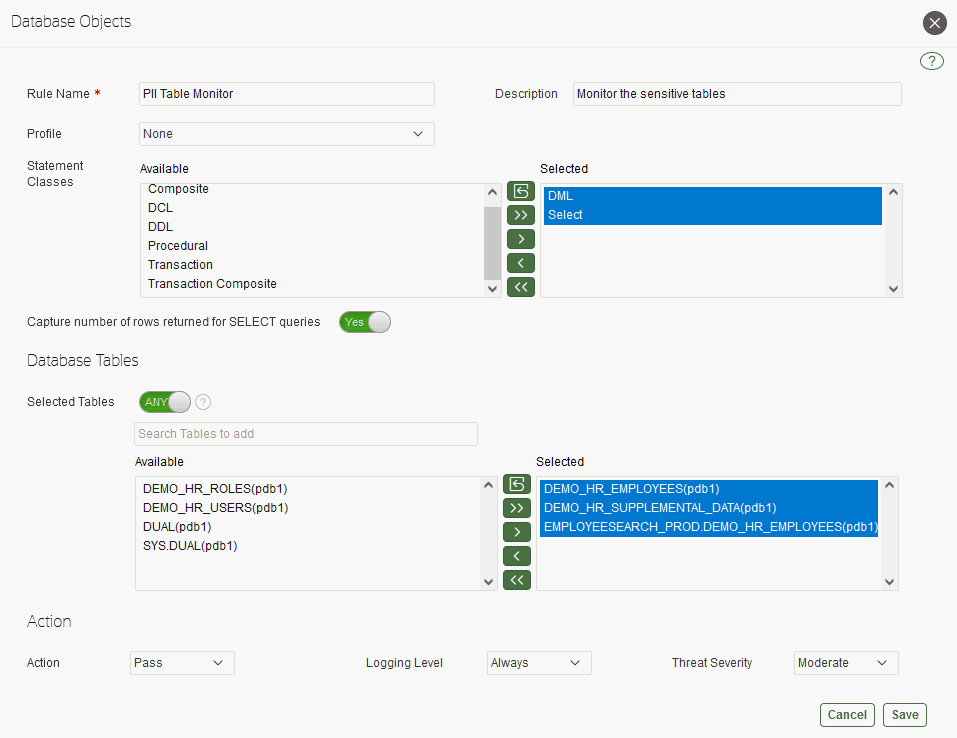 Database Objects
?
Rule Name * PII Table Monitor Description Monitor the sensitive tables
Profile None
Statement Classes
Available
Composite
DCL
DDL
Procedural
Transaction
Transaction Composite
Selected
DML
Select
Capture number of rows returned for SELECT queries Yes
Database Tables
Selected Tables ANY ?
Search Tables to add
Available
DEMO_HR_ROLES(pdb1)
DEMO_HR_USERS(pdb1)
DUAL(pdb1)
SYS.DUAL(pdb1)
Selected
DEMO_HR_EMPLOYEES(pdb1)
DEMO_HR_SUPPLEMENTAL_DATA(pdb1)
EMPLOYEESEARCH_PROD.DEMO_HR_EMPLOYEES(pdb1)
Action
Action Pass Logging Level Always Threat Severity Moderate
Cancel Save